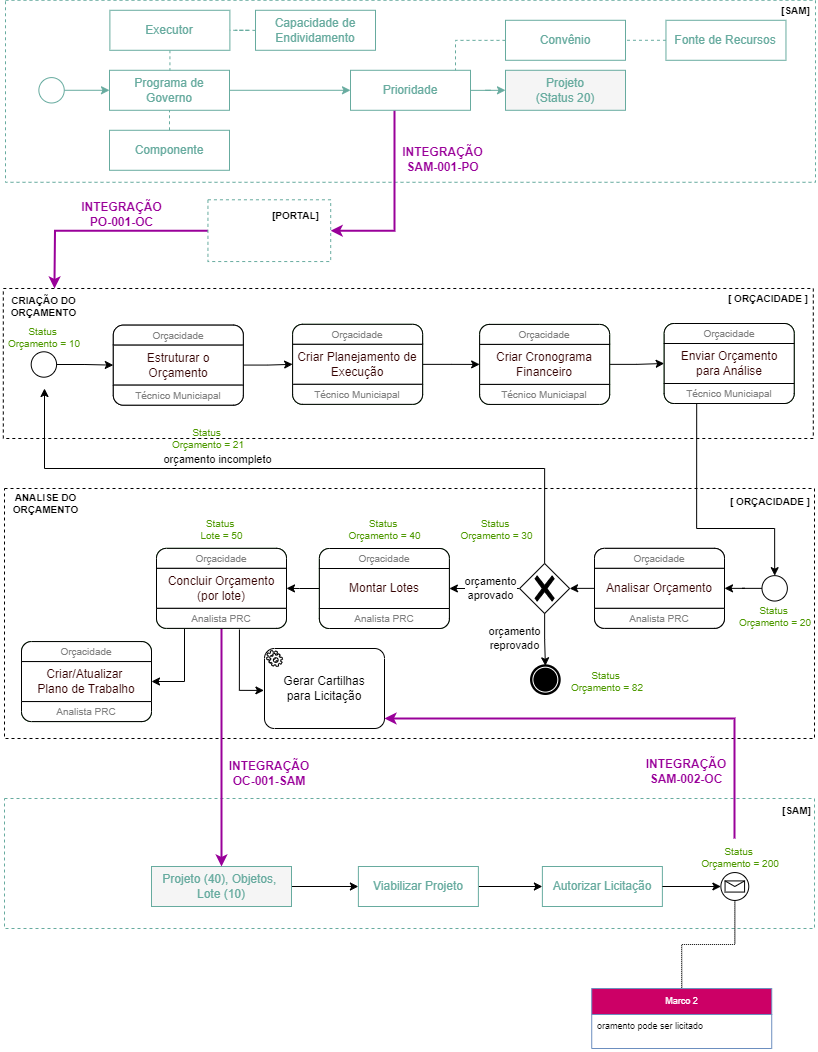 [SAM]
Executor
Capacidade de
Endividamento
Convênio
Fonte de Recursos
Programa de
Governo
Prioridade
Projeto
(Status 20)
Componente
INTEGRAÇÃO
SAM-001-PO
INTEGRAÇÃO
PO-001-OC
[PORTAL]
CRIAÇÃO DO
ORÇAMENTO
[ ORÇACIDADE ]
Status
Orçamento = 10
Orçacidade
Estruturar o
Orçamento
Técnico Municiapal
Orçacidade
Criar Planejamento de
Execução
Técnico Municiapal
Orçacidade
Criar Cronograma
Financeiro
Técnico Municiapal
Orçacidade
Enviar Orçamento
para Análise
Técnico Municiapal
Status
Orçamento = 21
orçamento incompleto
ANALISE DO
ORÇAMENTO
[ ORÇACIDADE ]
Status
Lote = 50
Status
Orçamento = 40
Status
Orçamento = 30
Orçacidade
Concluir Orçamento
(por lote)
Analista PRC
Orçacidade
Montar Lotes
Analista PRC
orçamento
aprovado
Orçacidade
Analisar Orçamento
Analista PRC
Status
Orçamento = 20
orçamento
reprovado
Status
Orçamento = 82
Orçacidade
Criar/Atualizar
Plano de Trabalho
Analista PRC
Gerar Cartilhas
para Licitação
INTEGRAÇÃO
OC-001-SAM
INTEGRAÇÃO
SAM-002-OC
[SAM]
Status
Orçamento = 200
Projeto (40), Objetos,
Lote (10)
Viabilizar Projeto
Autorizar Licitação
Marco 2
oramento pode ser licitado